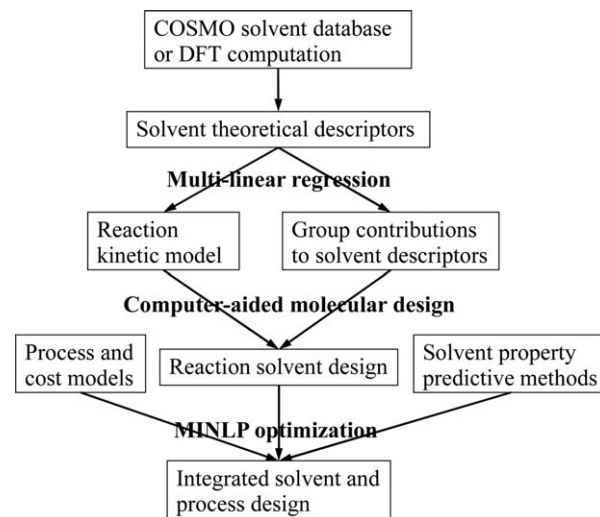 COSMO solvent database
or DFT computation
Solvent theoretical descriptors
Multi-linear regression
Reaction
kinetic model
Group contributions
to solvent descriptors
Computer-aided molecular design
Process and
cost models
Reaction solvent design
Solvent property
predictive methods
MINLP optimization
Integrated solvent and
process design